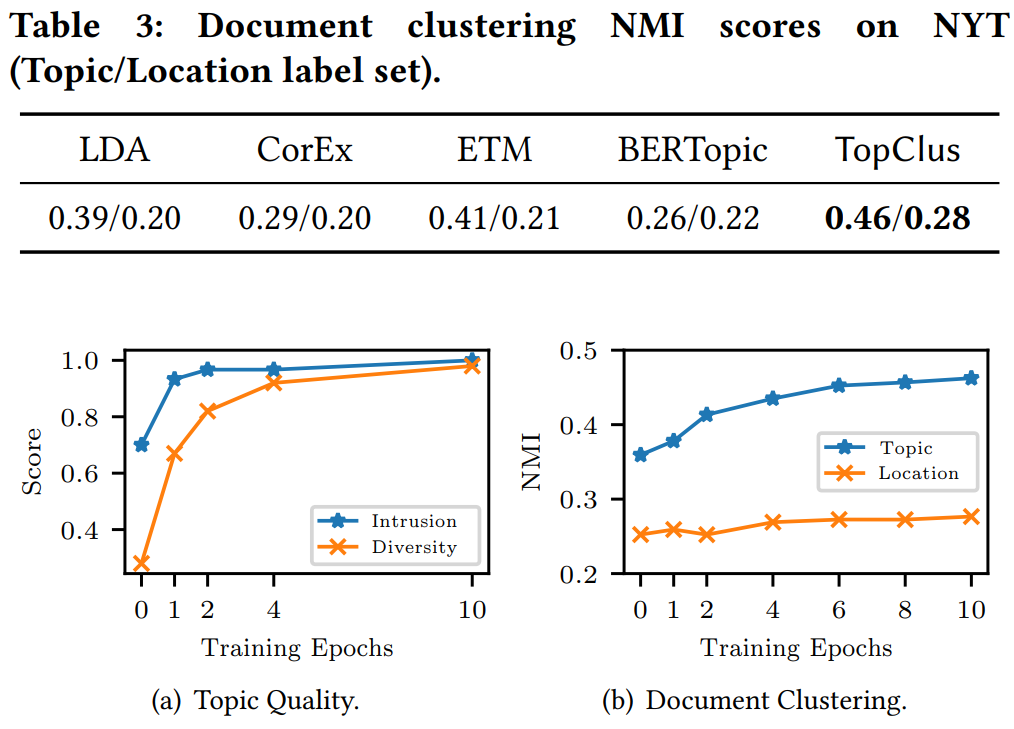 Table 3: Document clustering NMI scores on NYT
(Topic/Location label set).
LDA CorEx ETM BERTopic TopClus
0.39/0.20 0.29/0.20 0.41/0.21 0.26/0.22 0.46/0.28
1.0
0.8
0.6
0.4
Score
Intrusion
Diversity
0 1 2 4 10
Training Epochs
(a) Topic Quality.
0.5
0.4
0.3
0.2
NMI
Topic
Location
0 1 2 4 6 8 10
Training Epochs
(b) Document Clustering.